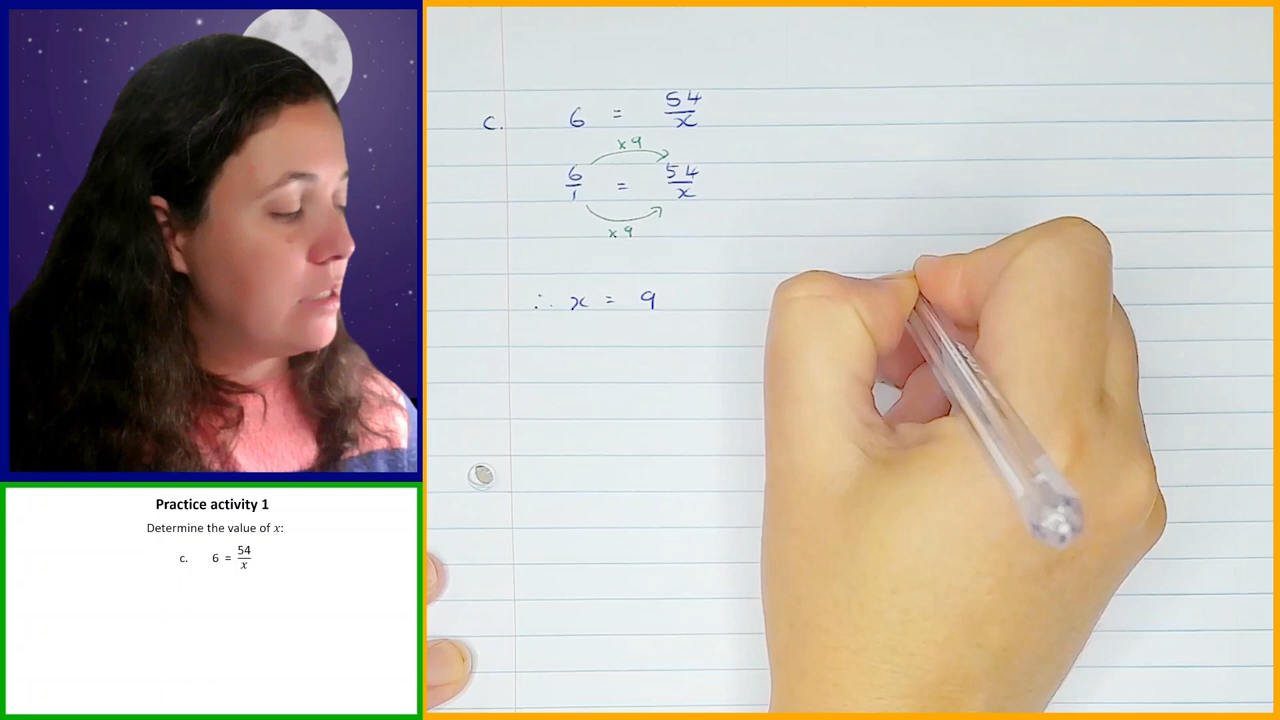 c. 6 = 54/x
×9
6/1 = 54/x
×9
∴ x = 9
Practice activity 1
Determine the value of x:
c. 6 = 54/x